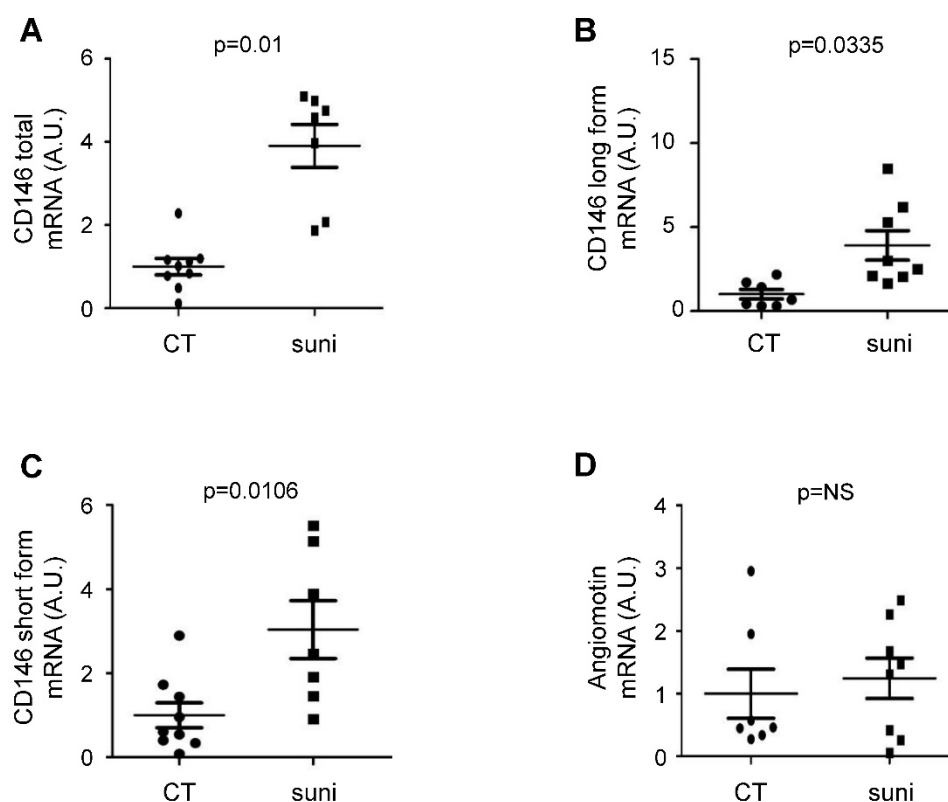 A
p=0.01
CD146 total
mRNA (A.U.)
6
4
2
0
CT
suni
B
p=0.0335
CD146 long form
mRNA (A.U.)
15
10
5
0
CT
suni
C
p=0.0106
CD146 short form
mRNA (A.U.)
6
4
2
0
CT
suni
D
p=NS
Angiomotin
mRNA (A.U.)
4
3
2
1
0
CT
suni